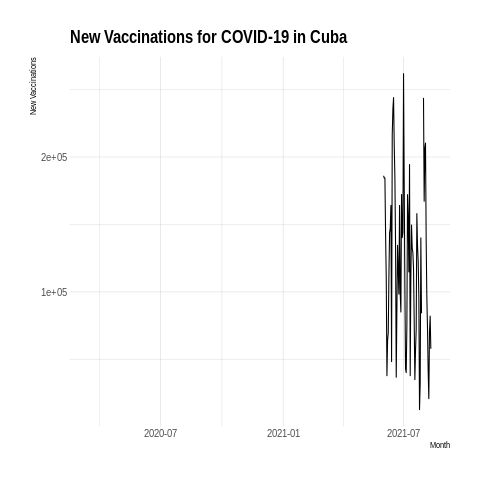 New Vaccinations for COVID-19 in Cuba
New Vaccinations
2e+05
1e+05
2020-07
2021-01
2021-07
Month